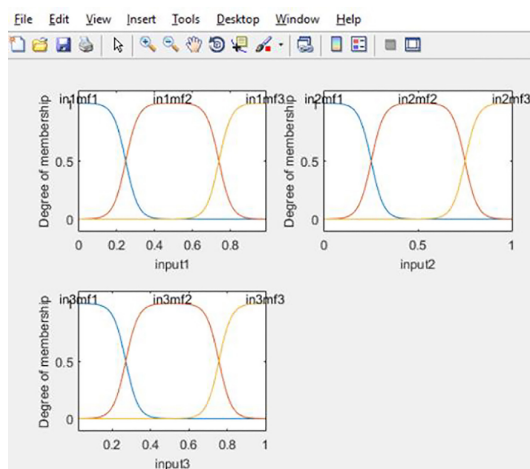 File Edit View Insert Tools Desktop Window Help
in1mf1 in1mf2 in1mf3
Degree of membership
1
0.5
0
0 0.2 0.4 0.6 0.8
input1
in2mf1 in2mf2 in2mf3
Degree of membership
1
0.5
0
0 0.5 1
input2
in3mf1 in3mf2 in3mf3
Degree of membership
1
0.5
0
0.2 0.4 0.6 0.8 1
input3